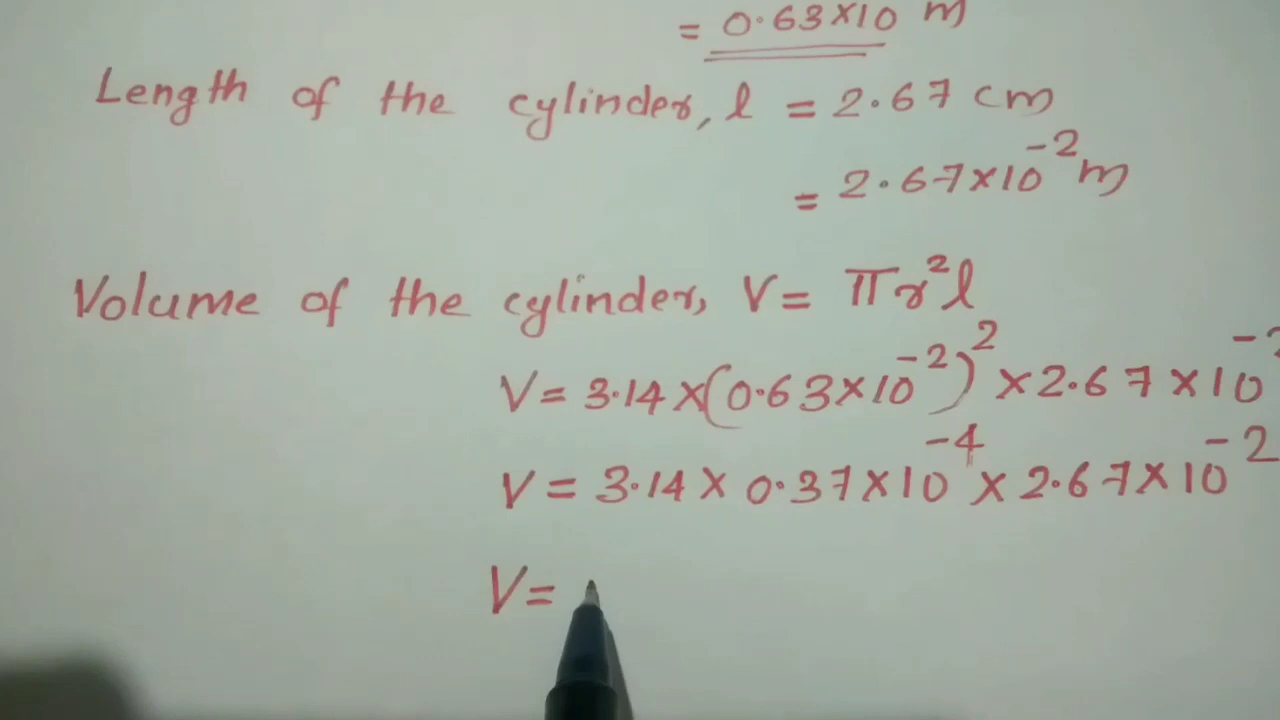 = 0.63×10 m
Length of the cylinder, l = 2.67 cm
= 2.67×10⁻² m
Volume of the cylinder, V = πr²l
V = 3.14×(0.63×10⁻²)² × 2.67×10⁻²
V = 3.14 × 0.37×10⁻⁴ × 2.67×10⁻²
V =